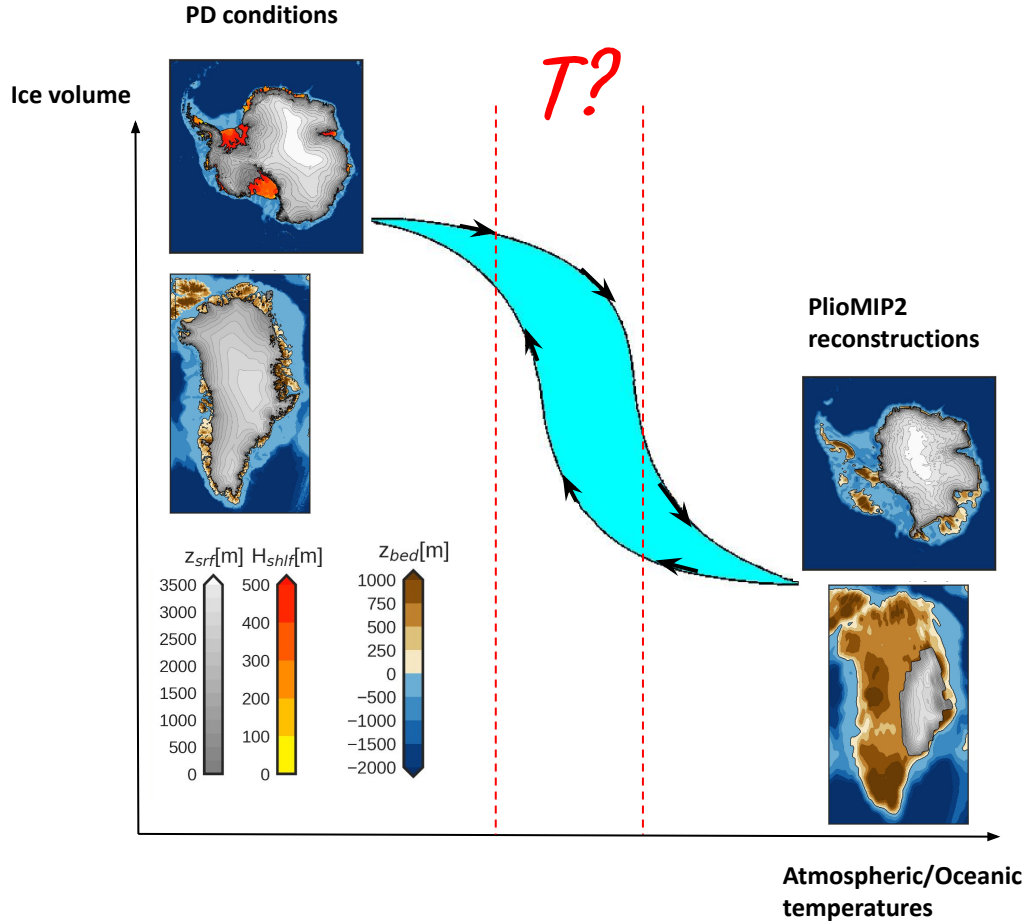 PD conditions
Ice volume
T?
PlioMIP2
reconstructions
z_srf[m]
3500
3000
2500
2000
1500
1000
500
0
H_shlf[m]
500
400
300
200
100
0
z_bed[m]
1000
750
500
250
0
−500
−1000
−1500
−2000
Atmospheric/Oceanic
temperatures